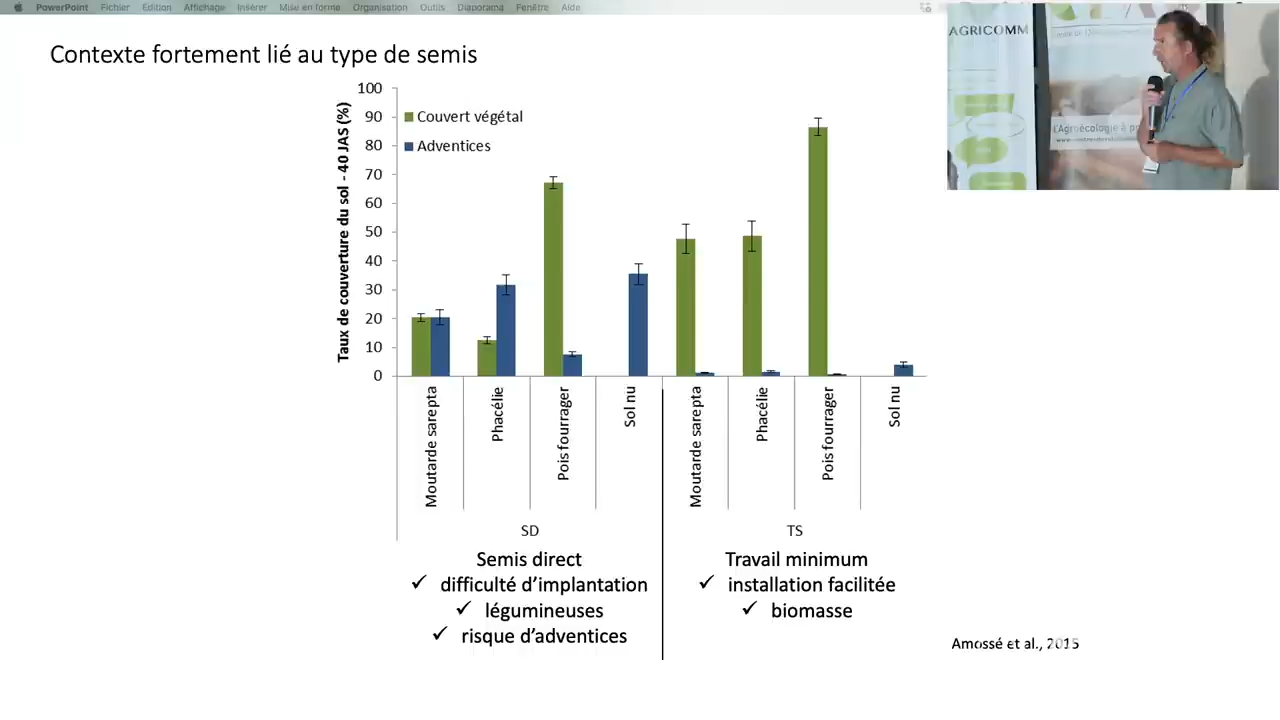 PowerPoint Fichier Édition Affichage Insérer Mise en forme Organisation Outils Diaporama Fenêtre Aide
Contexte fortement lié au type de semis
AGRICOMM
l'Agroécologie à p
Taux de couverture du sol - 40 JAS (%)
100
90
80
70
60
50
40
30
20
10
0
Couvert végétal
Adventices
Moutarde sarepta
Phacélie
Pois fourrager
Sol nu
Moutarde sarepta
Phacélie
Pois fourrager
Sol nu
SD
TS
Semis direct
✓ difficulté d'implantation
✓ légumineuses
✓ risque d'adventices
Travail minimum
✓ installation facilitée
✓ biomasse
Amossé et al., 2015